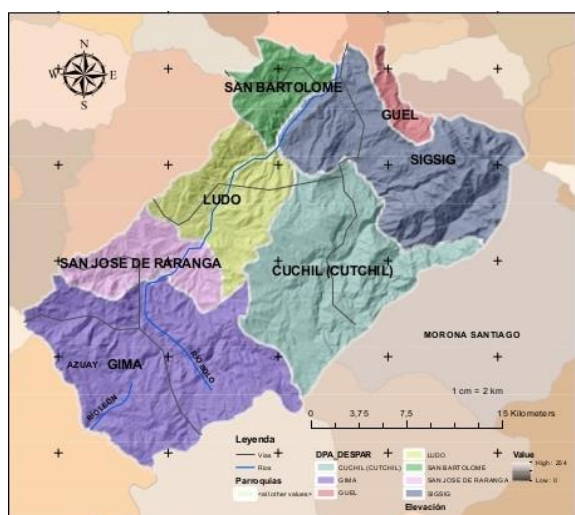 N
W E
S
SAN BARTOLOME
GUEL
SIGSIG
LUDO
SAN JOSE DE RARANGA
CUCHIL (CUTCHIL)
MORONA SANTIAGO
AZUAY
GIMA
RIO BOLO
RIO LEÓN
1 cm = 2 km
0 3,75 7,5 15 Kilometers
Leyenda
Vias
Rios
Parroquias
<all other values>
DPA_DESPAR
CUCHIL (CUTCHIL)
GIMA
GUEL
LUDO
SAN BARTOLOME
SAN JOSE DE RARANGA
SIGSIG
Elevación
Value
High : 254
Low : 0